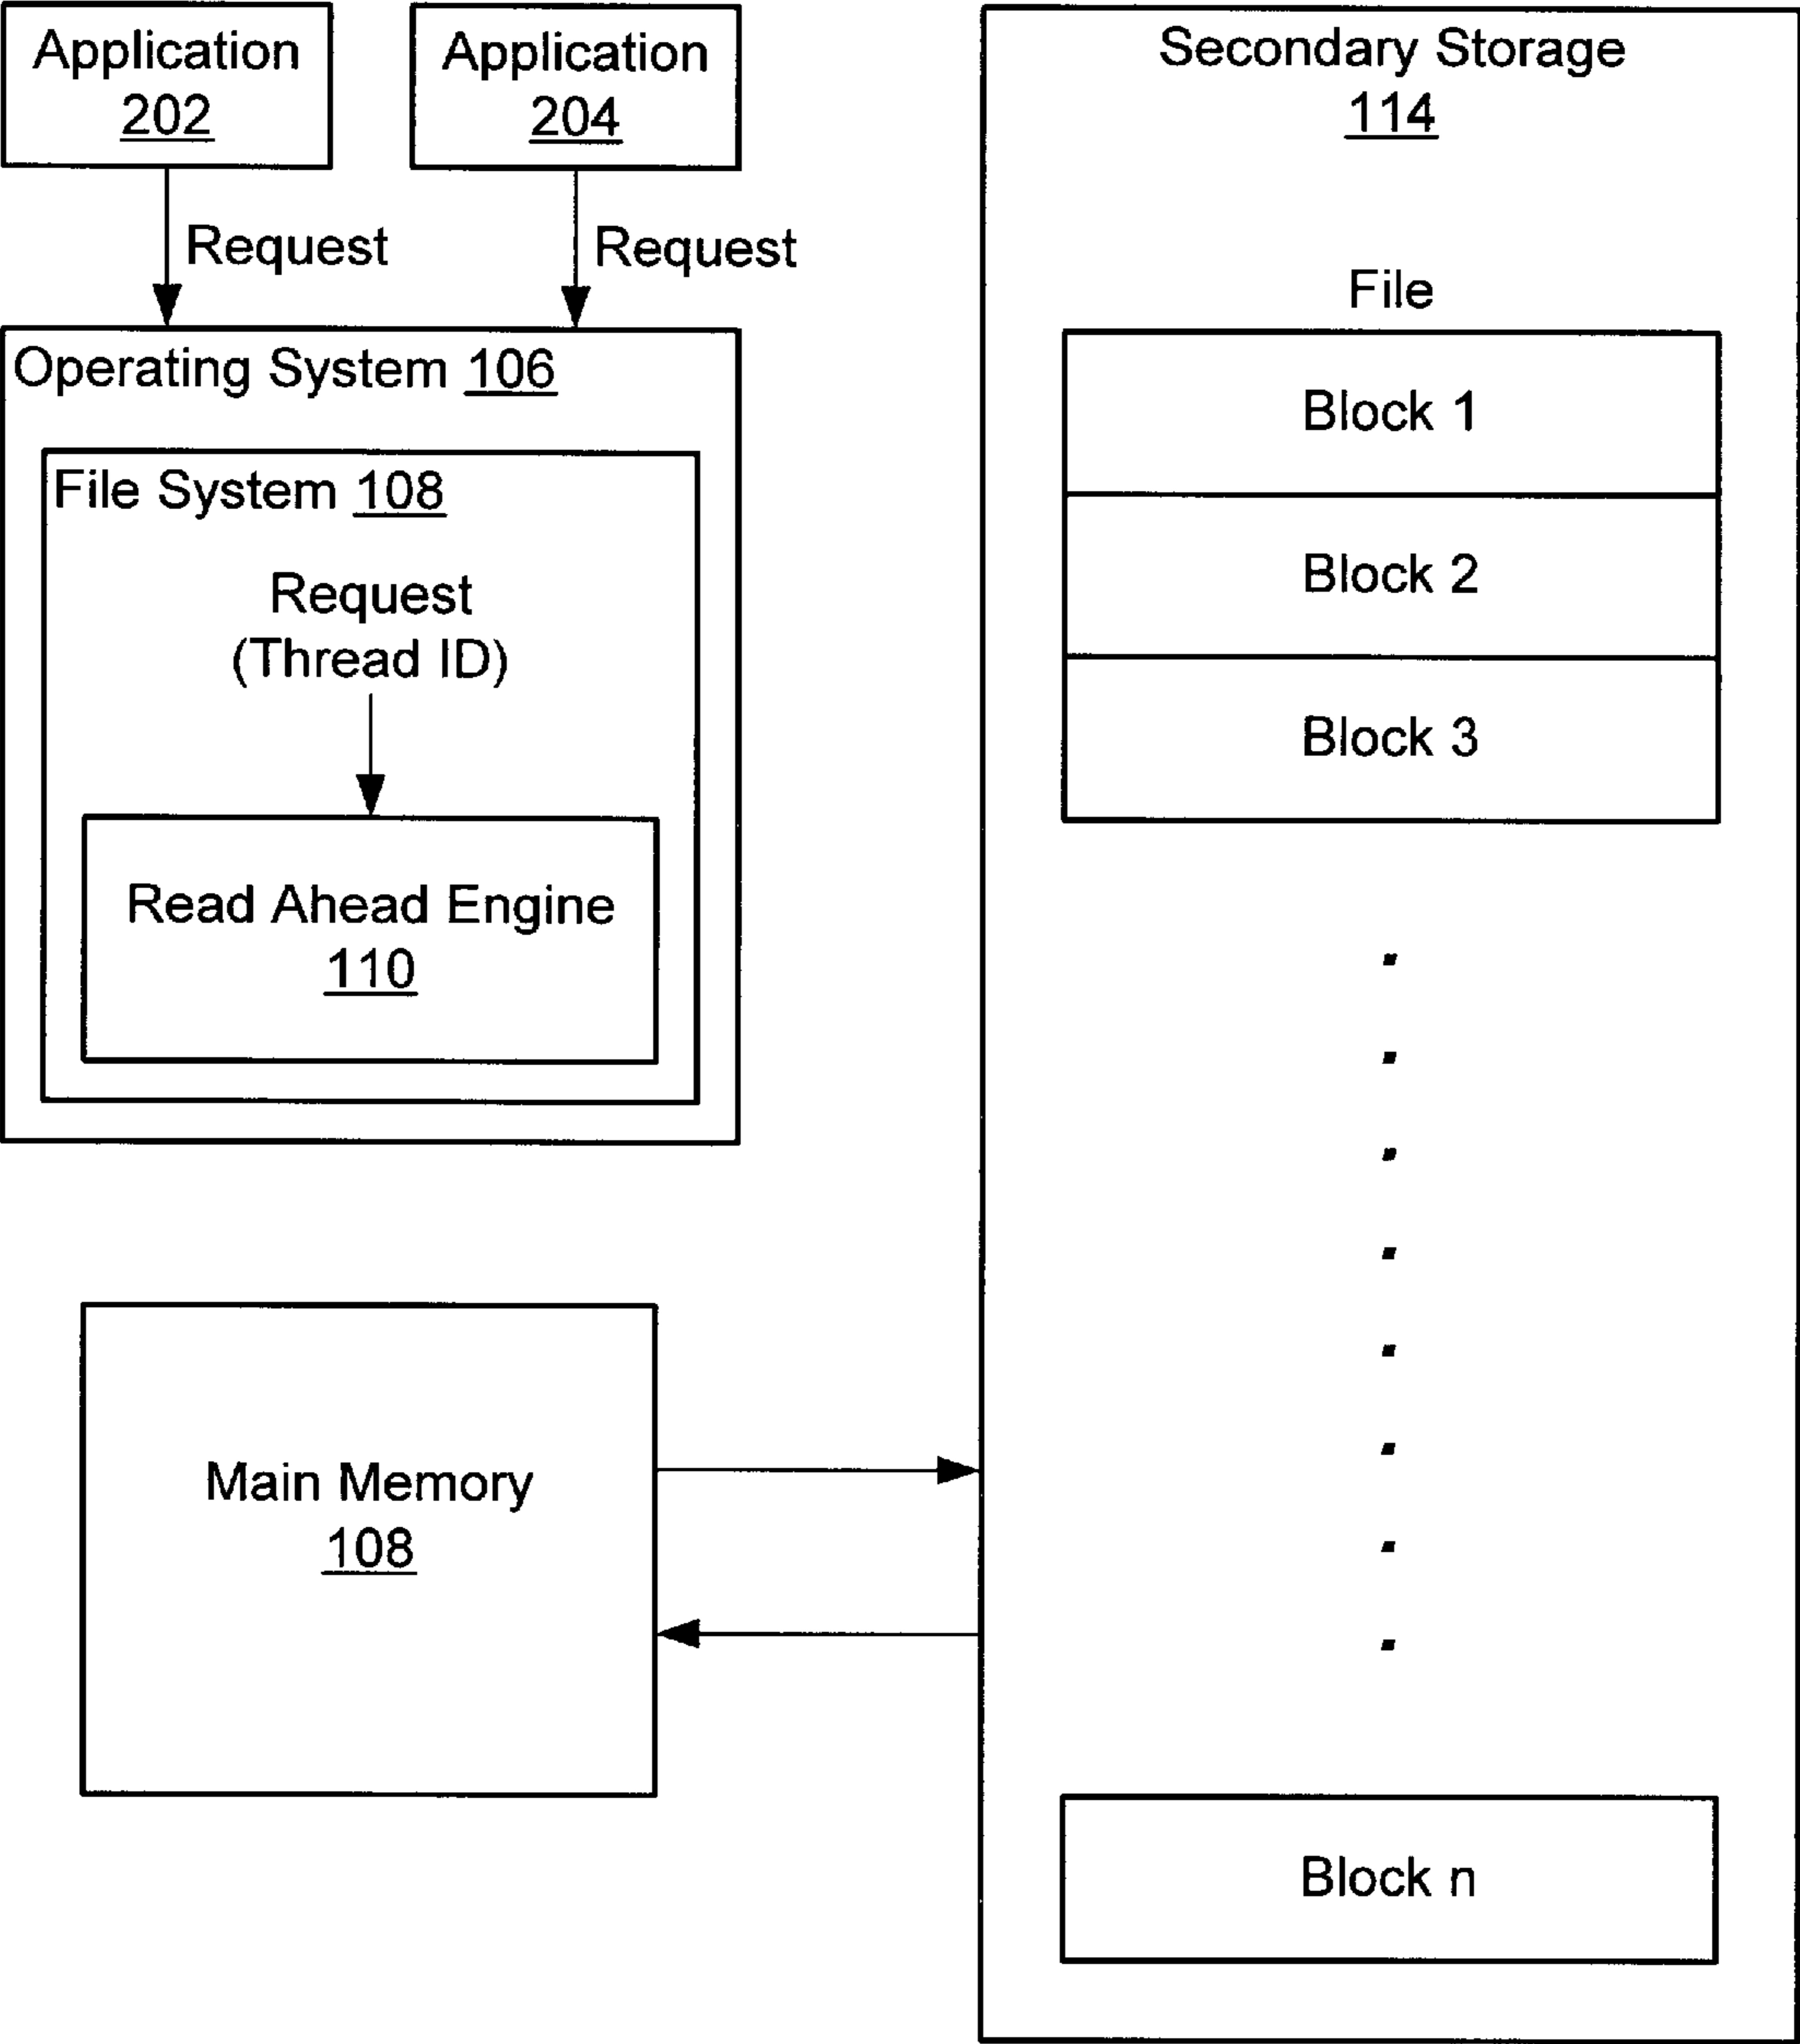 Application
202
Application
204
Request
Request
Operating System 106
File System 108
Request
(Thread ID)
Read Ahead Engine
110
Main Memory
108
Secondary Storage
114
File
Block 1
Block 2
Block 3
Block n